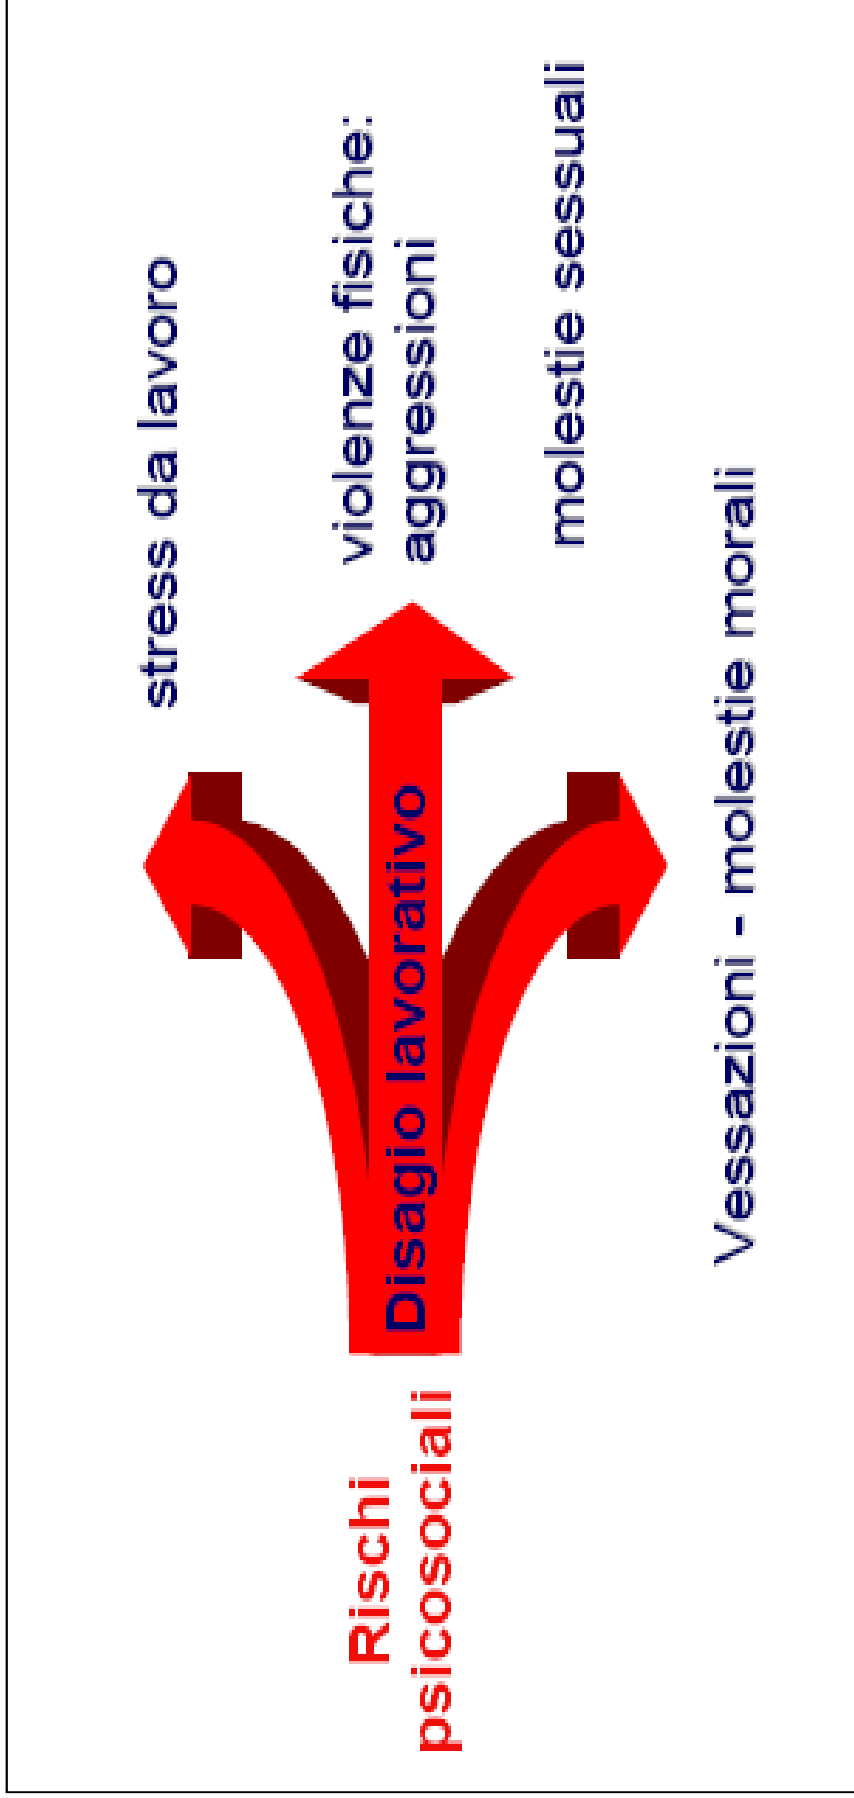 Rischi
psicosociali
Disagio lavorativo
stress da lavoro
violenze fisiche:
aggressioni
molestie sessuali
Vessazioni - molestie morali